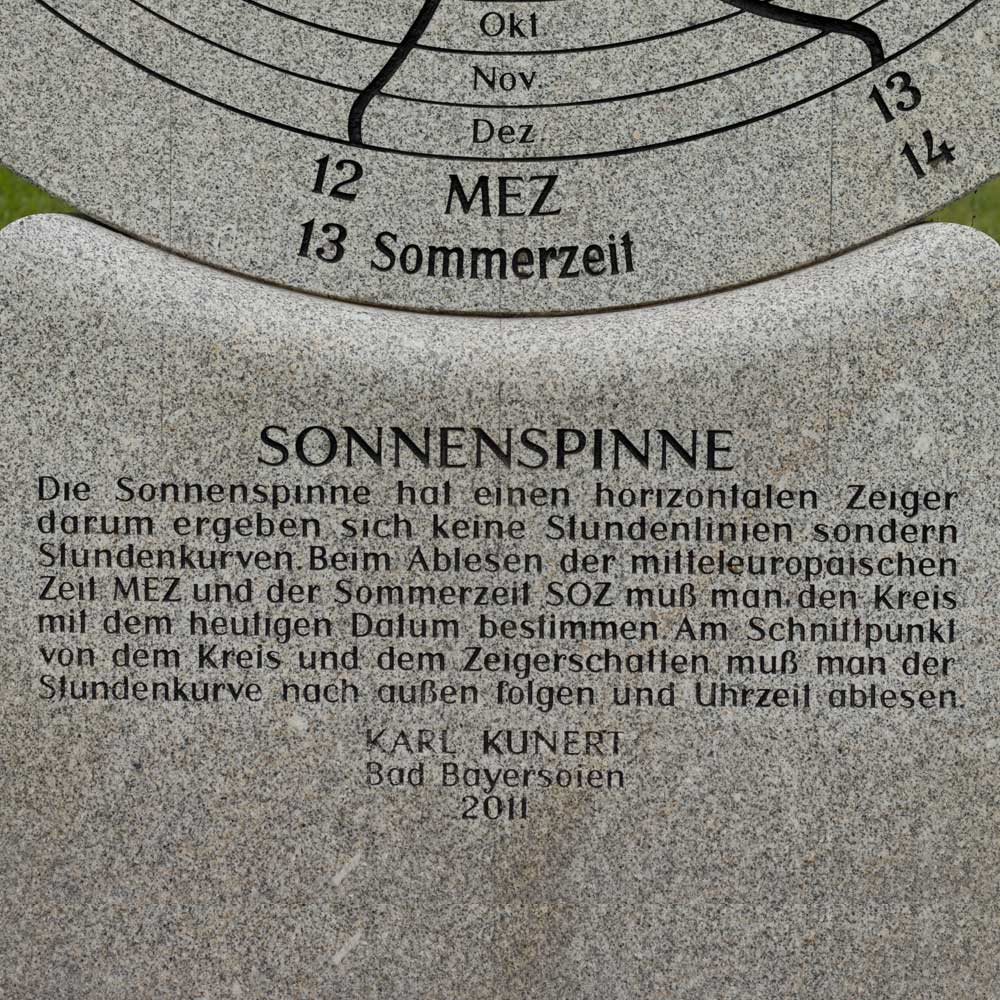 Okt
Nov.
Dez.
13
14
12
MEZ
13 Sommerzeit
SONNENSPINNE
Die Sonnenspinne hat einen horizontalen Zeiger
darum ergeben sich keine Stundenlinien sondern
Stundenkurven. Beim Ablesen der mitteleuropaischen
Zeit MEZ und der Sommerzeit SOZ muß man, den Kreis
mit dem heutigen Datum bestimmen. Am Schnittpunkt
von dem Kreis und dem Zeigerschatten muß man der
Stundenkurve nach außen folgen und Uhrzeit ablesen.
KARL KUNERT
Bad Bayersoien
2011